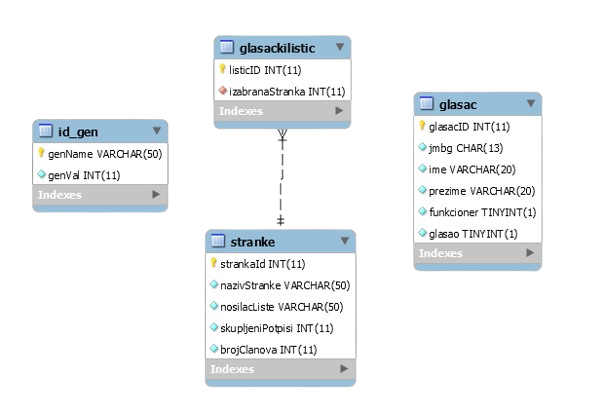 glasackilistic
listicID INT(11)
izabranaStranka INT(11)
Indexes
id_gen
genName VARCHAR(50)
genVal INT(11)
Indexes
glasac
glasacID INT(11)
jmbg CHAR(13)
ime VARCHAR(20)
prezime VARCHAR(20)
funkcioner TINYINT(1)
glasao TINYINT(1)
Indexes
stranke
strankaId INT(11)
nazivStranke VARCHAR(50)
nosilacListe VARCHAR(50)
skupljeniPotpisi INT(11)
brojClanova INT(11)
Indexes